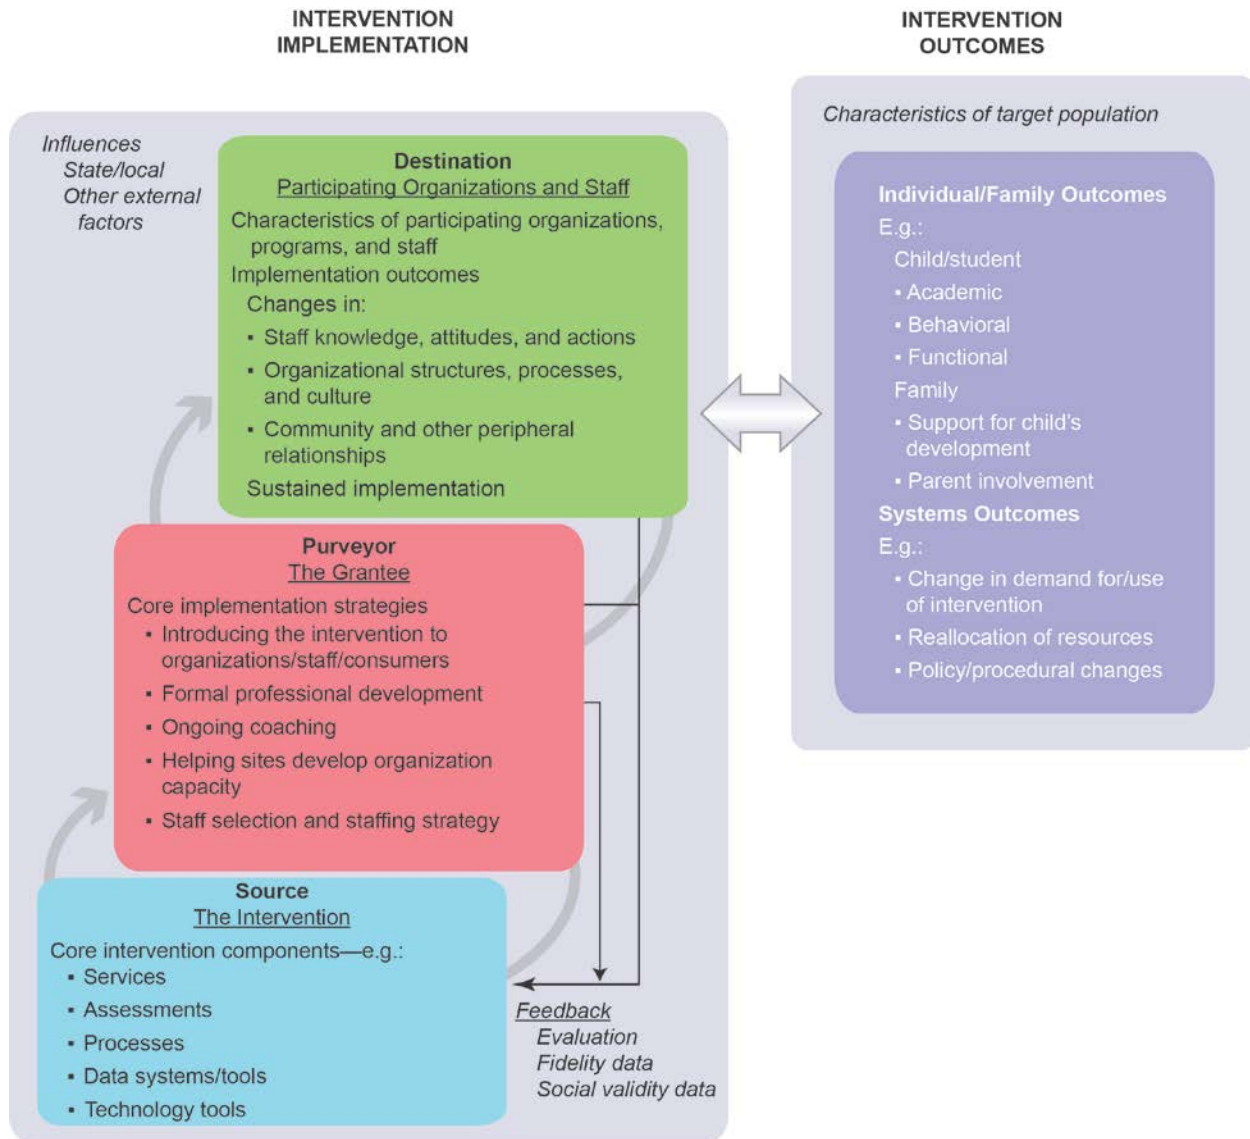 INTERVENTION
IMPLEMENTATION
Influences
State/local
Other external
factors
Destination
Participating Organizations and Staff
Characteristics of participating organizations,
programs, and staff
Implementation outcomes
Changes in:
▪ Staff knowledge, attitudes, and actions
▪ Organizational structures, processes,
and culture
▪ Community and other peripheral
relationships
Sustained implementation
Purveyor
The Grantee
Core implementation strategies
▪ Introducing the intervention to
organizations/staff/consumers
▪ Formal professional development
▪ Ongoing coaching
▪ Helping sites develop organization
capacity
▪ Staff selection and staffing strategy
Source
The Intervention
Core intervention components—e.g.:
▪ Services
▪ Assessments
▪ Processes
▪ Data systems/tools
▪ Technology tools
Feedback
Evaluation
Fidelity data
Social validity data
INTERVENTION
OUTCOMES
Characteristics of target population
Individual/Family Outcomes
E.g.:
Child/student
▪ Academic
▪ Behavioral
▪ Functional
Family
▪ Support for child's
development
▪ Parent involvement
Systems Outcomes
E.g.:
▪ Change in demand for/use
of intervention
▪ Reallocation of resources
▪ Policy/procedural changes